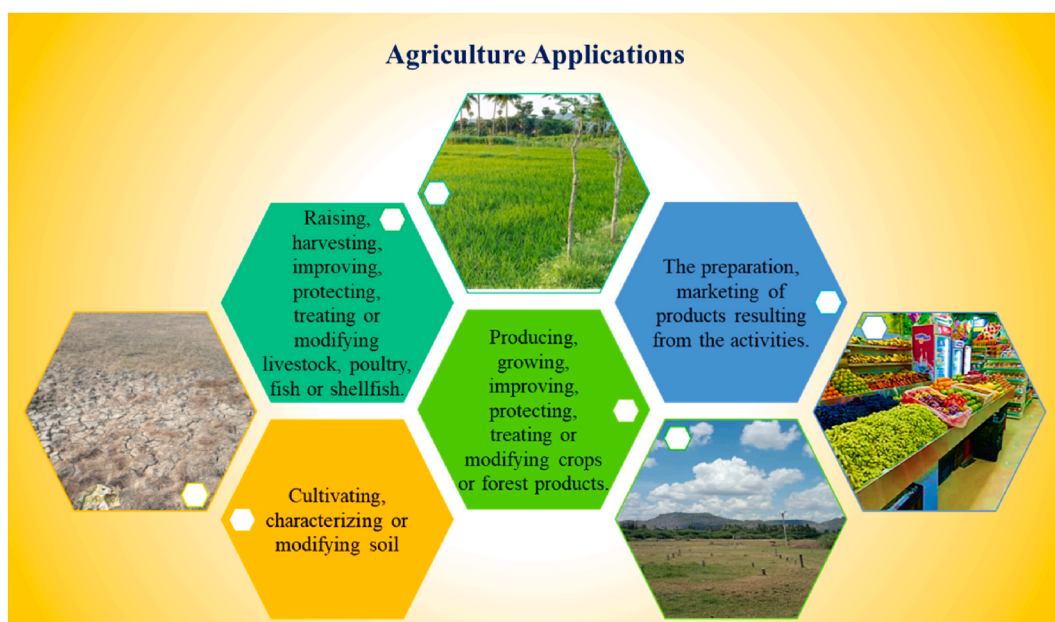 Agriculture Applications
Raising,
harvesting,
improving,
protecting,
treating or
modifying
livestock, poultry,
fish or shellfish.
Producing,
growing,
improving,
protecting,
treating or
modifying crops
or forest products.
The preparation,
marketing of
products resulting
from the activities.
Cultivating,
characterizing or
modifying soil